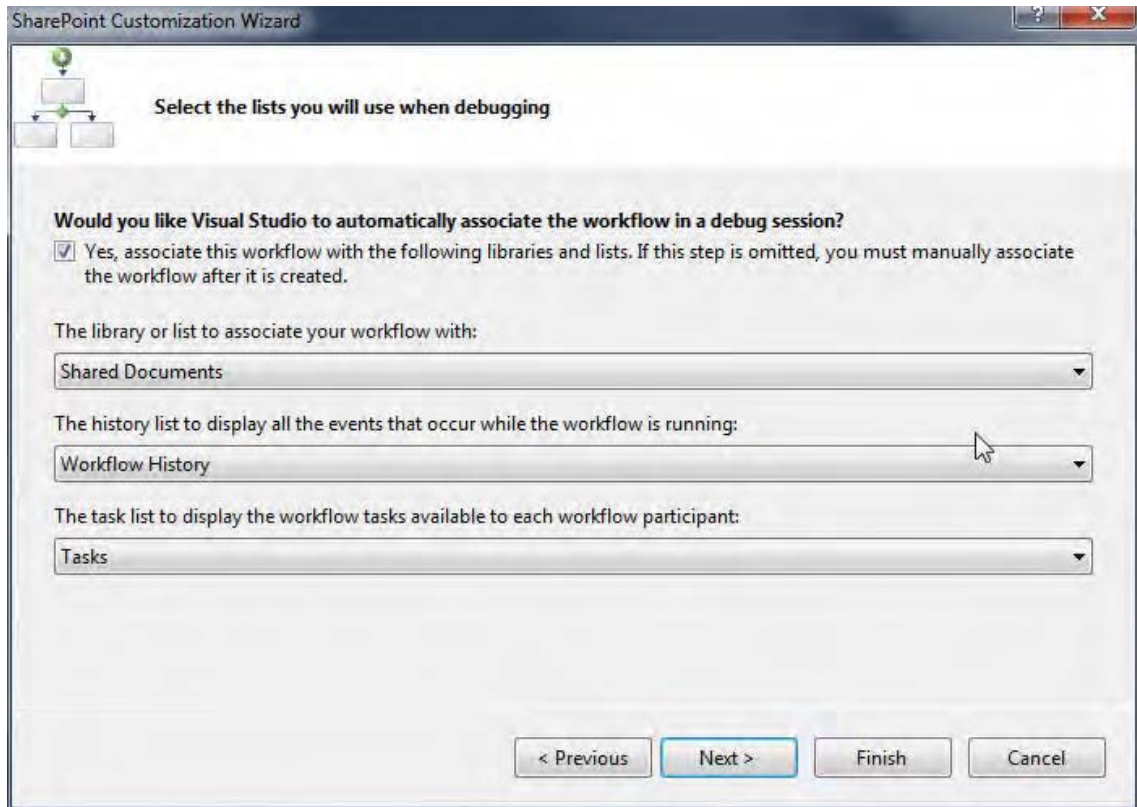 SharePoint Customization Wizard
Select the lists you will use when debugging
Would you like Visual Studio to automatically associate the workflow in a debug session?
Yes, associate this workflow with the following libraries and lists. If this step is omitted, you must manually associate
the workflow after it is created.
The library or list to associate your workflow with:
Shared Documents
The history list to display all the events that occur while the workflow is running:
Workflow History
The task list to display the workflow tasks available to each workflow participant:
Tasks
< Previous Next > Finish Cancel